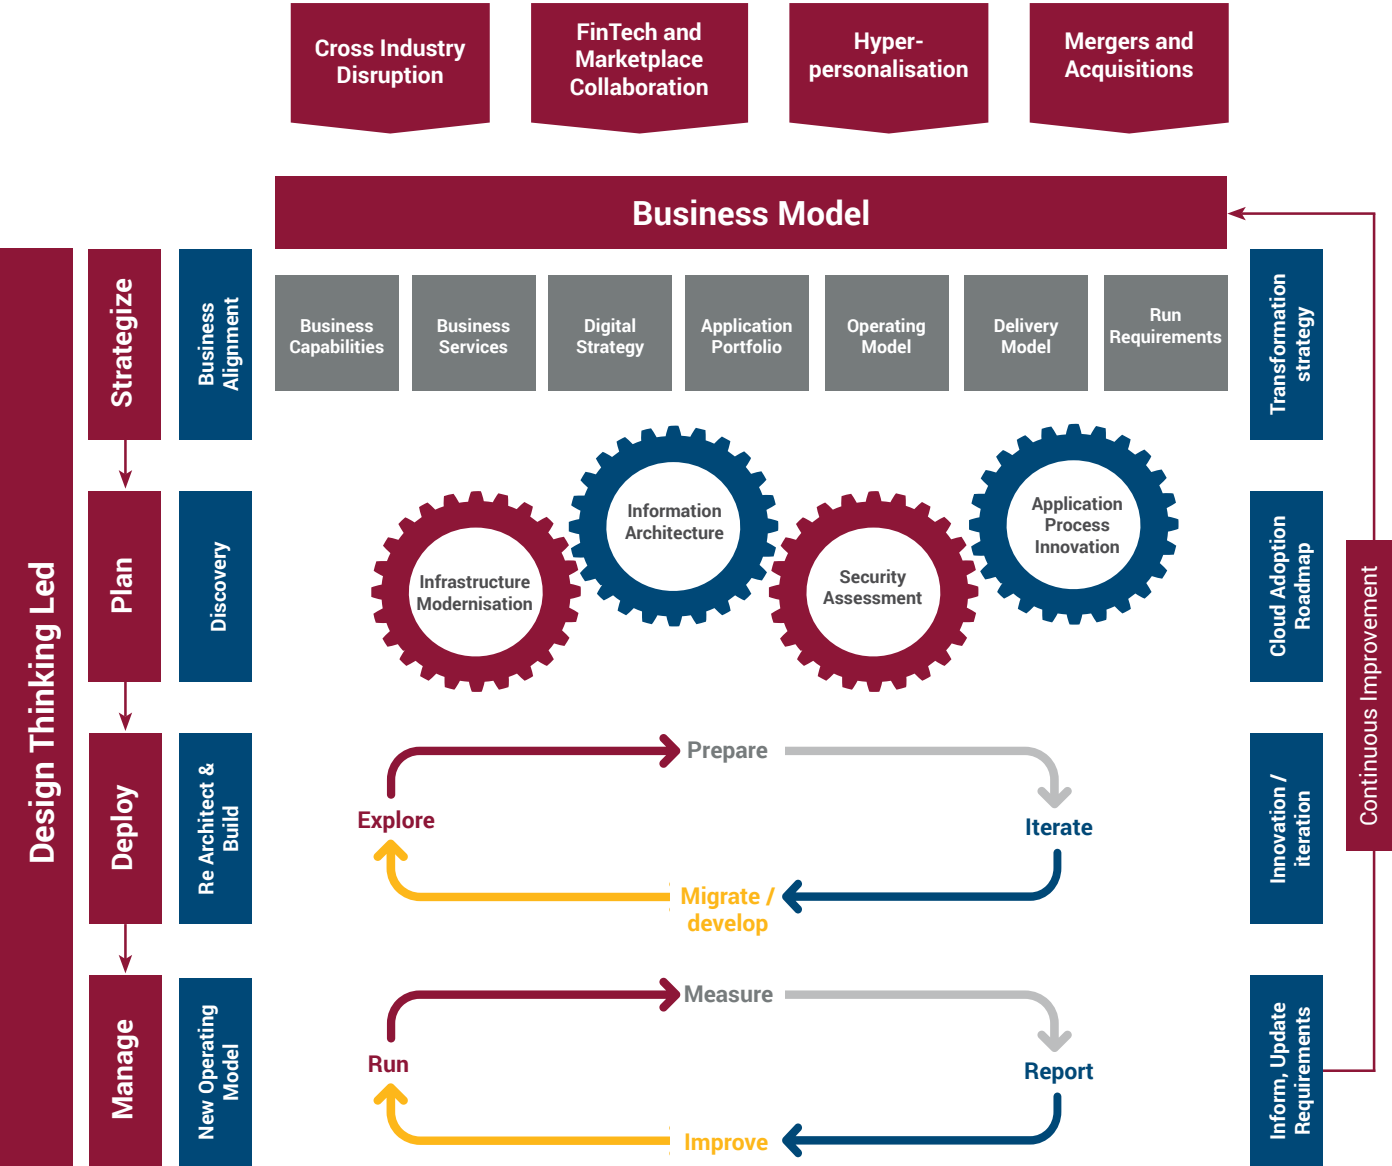 Cross Industry
Disruption
FinTech and
Marketplace
Collaboration
Hyper-
personalisation
Mergers and
Acquisitions
Business Model
Design Thinking Led
Strategize
Business
Alignment
Business
Capabilities
Business
Services
Digital
Strategy
Application
Portfolio
Operating
Model
Delivery
Model
Run
Requirements
Transformation
strategy
Plan
Discovery
Infrastructure
Modernisation
Information
Architecture
Security
Assessment
Application
Process
Innovation
Cloud Adoption
Roadmap
Continuous Improvement
Deploy
Re Architect &
Build
Explore
Prepare
Iterate
Migrate /
develop
Innovation /
iteration
Manage
New Operating
Model
Run
Measure
Report
Improve
Inform, Update
Requirements